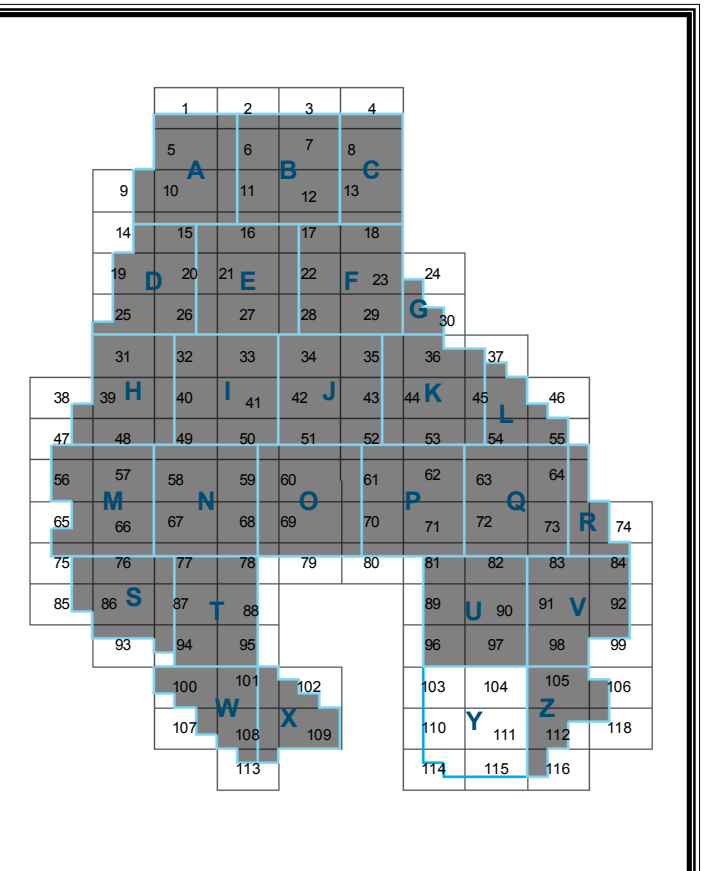 1 2 3 4
5 A 6 B 7 8 C
9 10 11 12 13
14 15 16 17 18
19 D 20 21 E 22 F 23 24
25 26 27 28 29 G 30
31 32 33 34 35 36 37
38 39 H 40 I 41 42 J 43 44 K 45 L 46
47 48 49 50 51 52 53 54 55
56 57 58 59 60 61 62 63 64
M N O P Q
65 66 67 68 69 70 71 72 73 R 74
75 76 77 78 79 80 81 82 83 84
85 86 S 87 T 88 89 U 90 91 V 92
93 94 95 96 97 98 99
100 101 102 103 104 105 106
107 W 108 X 109 110 Y 111 Z 112 118
113 114 115 116